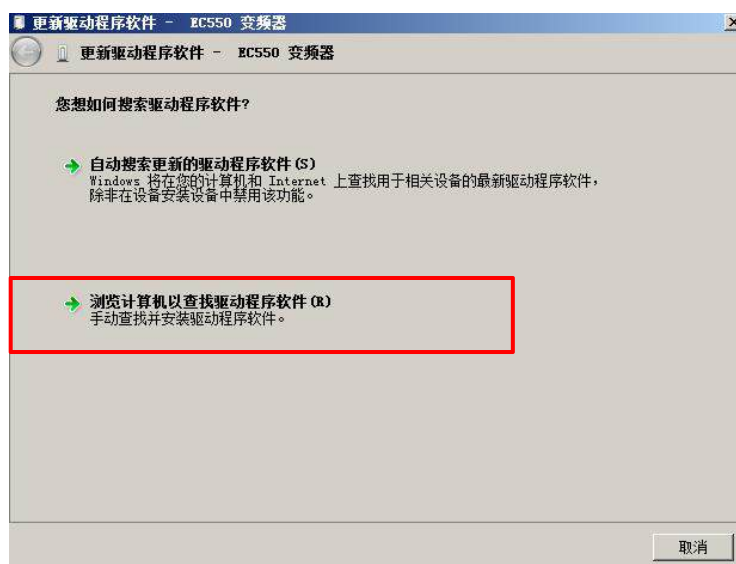 更新驱动程序软件 - EC550 变频器
更新驱动程序软件 - EC550 变频器
您想如何搜索驱动程序软件?
自动搜索更新的驱动程序软件(S)
Windows 将在您的计算机和 Internet 上查找用于相关设备的最新驱动程序软件，
除非在设备安装设备中禁用该功能。
浏览计算机以查找驱动程序软件(R)
手动查找并安装驱动程序软件。
取消